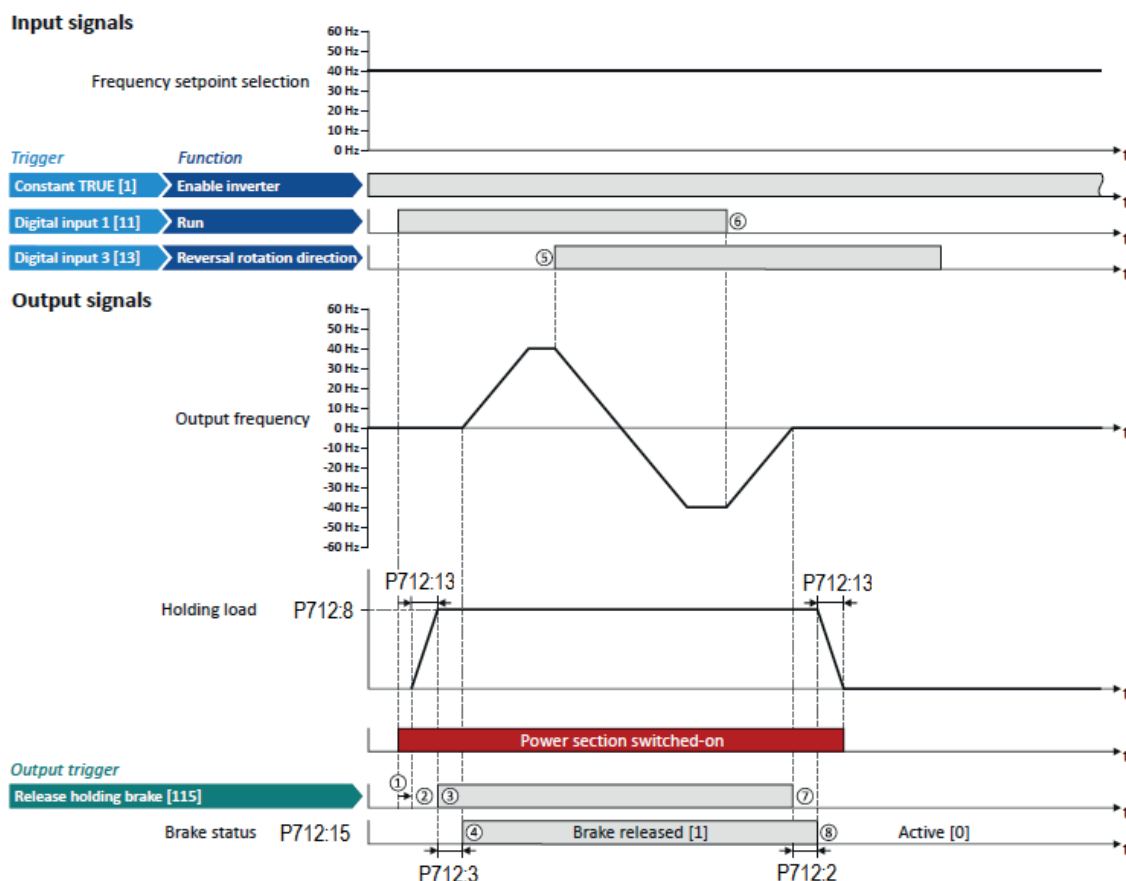 Input signals
60 Hz
50 Hz
40 Hz
30 Hz
20 Hz
10 Hz
0 Hz
Frequency setpoint selection
t
Trigger Function
Constant TRUE [1] Enable inverter
t
Digital input 1 [11] Run ⑥
t
Digital input 3 [13] Reversal rotation direction ⑤
t
Output signals
60 Hz
50 Hz
40 Hz
30 Hz
20 Hz
10 Hz
0 Hz
-10 Hz
-20 Hz
-30 Hz
-40 Hz
-50 Hz
-60 Hz
Output frequency
t
P712:13 P712:13
Holding load P712:8
t
Power section switched-on
t
Output trigger
Release holding brake [115] ① ② ③ ⑦
t
Brake status P712:15 ④ Brake released [1] ⑧ Active [0]
t
P712:3 P712:2